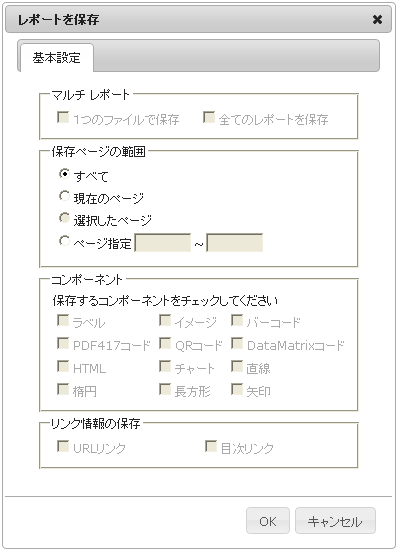 レポートを保存
基本設定
マルチ レポート
1つのファイルで保存 全てのレポートを保存
保存ページの範囲
すべて
現在のページ
選択したページ
ページ指定 ～
コンポーネント
保存するコンポーネントをチェックしてください
ラベル イメージ バーコード
PDF417コード QRコード DataMatrixコード
HTML チャート 直線
楕円 長方形 矢印
リンク情報の保存
URLリンク 目次リンク
OK キャンセル